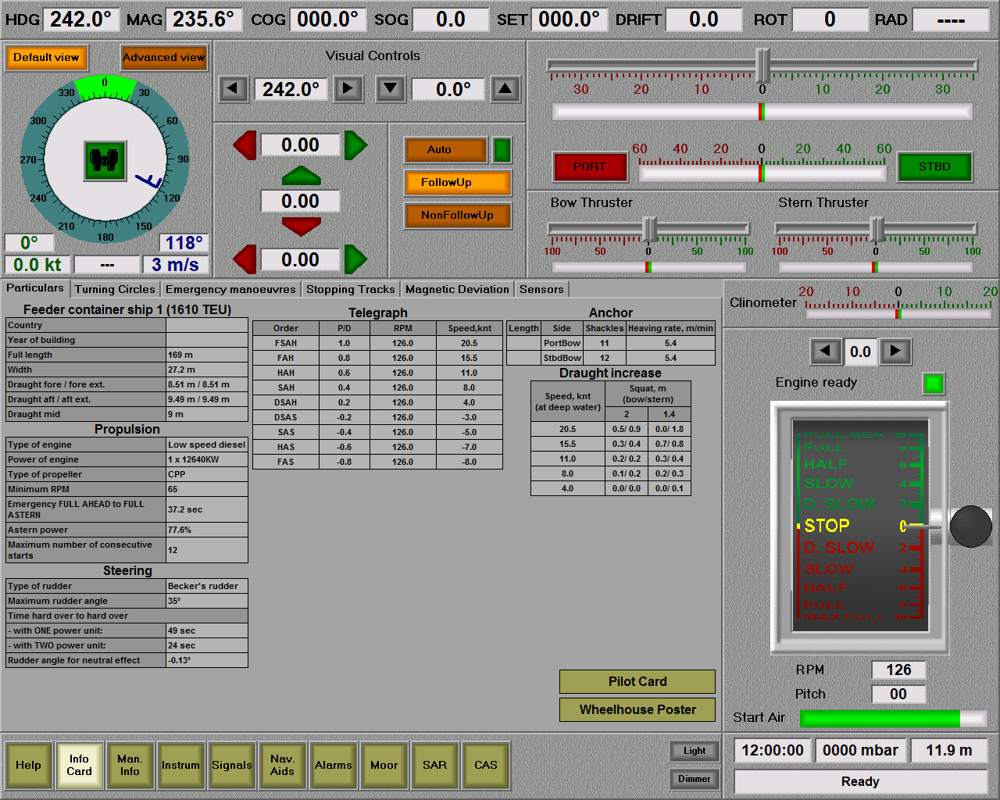 HDG 242.0° MAG 235.6° COG 000.0° SOG 0.0 SET 000.0° DRIFT 0.0 ROT 0 RAD ----
Default view Advanced view
0
330 30
300 60
270 90
240 120
210 150
180
0° 118°
0.0 kt --- 3 m/s
Visual Controls
242.0° 0.0°
0.00
0.00
0.00
Auto
FollowUp
NonFollowUp
30 20 10 0 10 20 30
60 40 20 0 20 40 60
PORT STBD
Bow Thruster Stern Thruster
100 50 0 50 100 100 50 0 50 100
Particulars Turning Circles Emergency manoeuvres Stopping Tracks Magnetic Deviation Sensors
Feeder container ship 1 (1610 TEU)
Country
Year of building
Full length 169 m
Width 27.2 m
Draught fore / fore ext. 8.51 m / 8.51 m
Draught aft / aft ext. 9.49 m / 9.49 m
Draught mid 9 m
Propulsion
Type of engine Low speed diesel
Power of engine 1 x 12640KW
Type of propeller CPP
Minimum RPM 65
Emergency FULL AHEAD to FULL
ASTERN 37.2 sec
Astern power 77.6%
Maximum number of consecutive
starts 12
Steering
Type of rudder Becker's rudder
Maximum rudder angle 35°
Time hard over to hard over
- with ONE power unit: 49 sec
- with TWO power unit: 24 sec
Rudder angle for neutral effect -0.13°
Telegraph
Order P/D RPM Speed,knt
FSAH 1.0 126.0 20.5
FAH 0.8 126.0 15.5
HAH 0.6 126.0 11.0
SAH 0.4 126.0 8.0
DSAH 0.2 126.0 4.0
DSAS -0.2 126.0 -3.0
SAS -0.4 126.0 -5.0
HAS -0.6 126.0 -7.0
FAS -0.8 126.0 -8.0
Anchor
Length Side Shackles Heaving rate, m/min
PortBow 11 5.4
StbdBow 12 5.4
Draught increase
Speed, knt
(at deep water)
Squat, m
(bow/stern)
2 1.4
20.5 0.5/ 0.9 0.0/ 1.8
15.5 0.3/ 0.4 0.7/ 0.8
11.0 0.2/ 0.2 0.3/ 0.4
8.0 0.1/ 0.2 0.2/ 0.3
4.0 0.0/ 0.0 0.0/ 0.1
Pilot Card
Wheelhouse Poster
Clinometer 20 10 0 10 20
0.0
Engine ready
FULL SEA 10
FULL 8
HALF 6
SLOW 4
D. SLOW 2
STOP 0
D. SLOW 2
SLOW 4
HALF 6
FULL 8
MAX FULL 10
RPM 126
Pitch 00
Start Air
Help
Info
Card
Man.
Info
Instrum
Signals
Nav.
Aids
Alarms
Moor
SAR
CAS
Light
Dimmer
12:00:00 0000 mbar 11.9 m
Ready